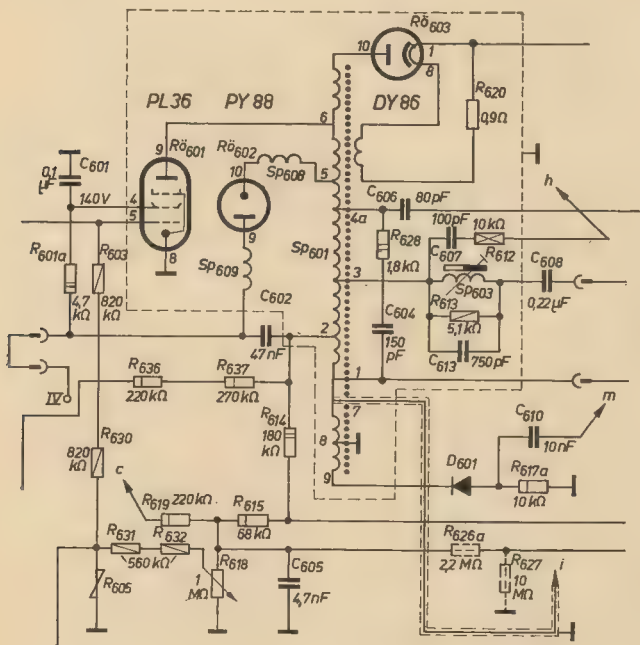 Rö603
10
1
8
PL36
PY 88
DY86
R620
0,9Ω
6
9
Rö601
Rö602
10
Sp608
5
C601
0,1
µF
140V
4
5
8
9
4a
C606
80pF
h
100pF
10kΩ
R628
1,8kΩ
Sp601
Sp609
R601a
4,7
kΩ
R603
820
kΩ
3
C607
R612
Sp603
C608
0,22µF
R613
5,1kΩ
C602
47nF
2
C604
150
pF
C613
750pF
IV
R636
220kΩ
R637
270kΩ
1
7
R614
180
kΩ
C610
10nF
m
R630
820
kΩ
8
9
D601
R617a
10kΩ
c
R619
220kΩ
R615
68kΩ
R631
R632
560kΩ
R618
1
MΩ
R605
C605
4,7nF
R626a
2,2 MΩ
R627
10
MΩ
i